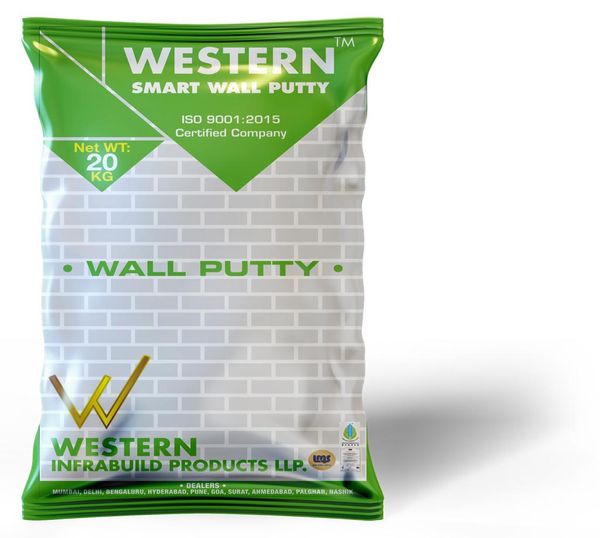 WESTERN™
SMART WALL PUTTY
ISO 9001:2015
Certified Company
Net WT:
20
KG
• WALL PUTTY •
WESTERN
INFRABUILD PRODUCTS LLP.
• DEALERS •
MUMBAI, DELHI, BENGALURU, HYDERABAD, PUNE, GOA, SURAT, AHMEDABAD, PALGHAR, NASHIK